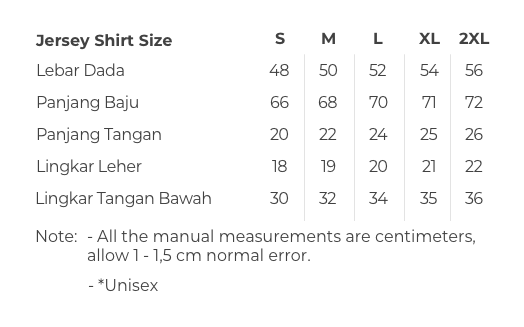 Jersey Shirt Size S M L XL 2XL
Lebar Dada 48 50 52 54 56
Panjang Baju 66 68 70 71 72
Panjang Tangan 20 22 24 25 26
Lingkar Leher 18 19 20 21 22
Lingkar Tangan Bawah 30 32 34 35 36
Note: - All the manual measurements are centimeters,
allow 1 - 1,5 cm normal error.
- *Unisex